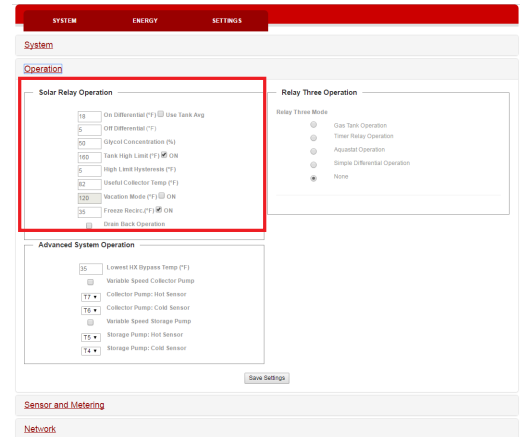 SYSTEM ENERGY SETTINGS
System
Operation
Solar Relay Operation
18 On Differential (°F) Use Tank Avg
5 Off Differential (°F)
50 Glycol Concentration (%)
160 Tank High Limit (°F) ON
5 High Limit Hysteresis (°F)
82 Useful Collector Temp (°F)
120 Vacation Mode (°F) ON
35 Freeze Recirc.(°F) ON
Drain Back Operation
Advanced System Operation
35 Lowest HX Bypass Temp (°F)
Variable Speed Collector Pump
T7 Collector Pump: Hot Sensor
T6 Collector Pump: Cold Sensor
Variable Speed Storage Pump
T5 Storage Pump: Hot Sensor
T4 Storage Pump: Cold Sensor
Relay Three Operation
Relay Three Mode
Gas Tank Operation
Timer Relay Operation
Aquastat Operation
Simple Differential Operation
None
Save Settings
Sensor and Metering
Network